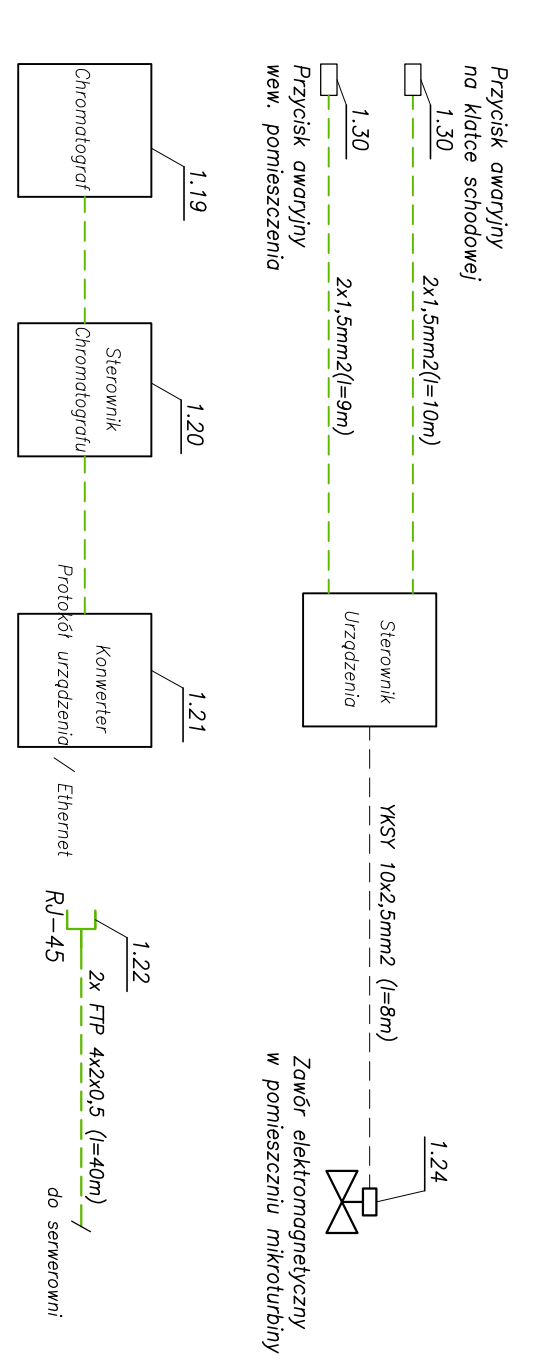 Przycisk awaryjny
na klatce schodowej
1.30
2x1,5mm2(l=10m)
1.30
2x1,5mm2(l=9m)
Przycisk awaryjny
wew. pomieszczenia
Sterownik
Urządzenia
YKSY 10x2,5mm2 (l=8m)
1.24
Zawór elektromagnetyczny
w pomieszczniu mikroturbiny
1.19
Chromatograf
1.20
Sterownik
Chromatografu
1.21
Konwerter
Protokół urządzenia / Ethernet
1.22
RJ-45
2x FTP 4x2x0,5 (l=40m)
do serwerowni